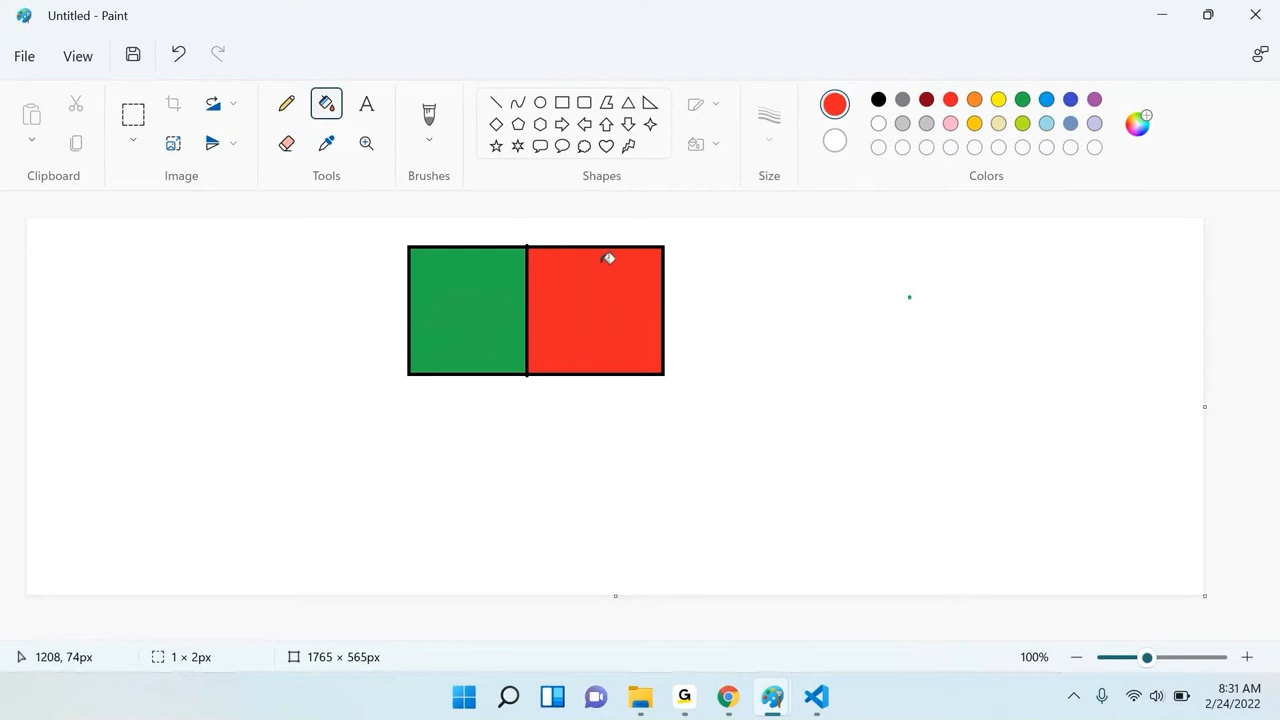 Untitled - Paint
File View
Clipboard Image Tools Brushes Shapes Size Colors
1208, 74px 1 × 2px 1765 × 565px 100%
8:31 AM
2/24/2022